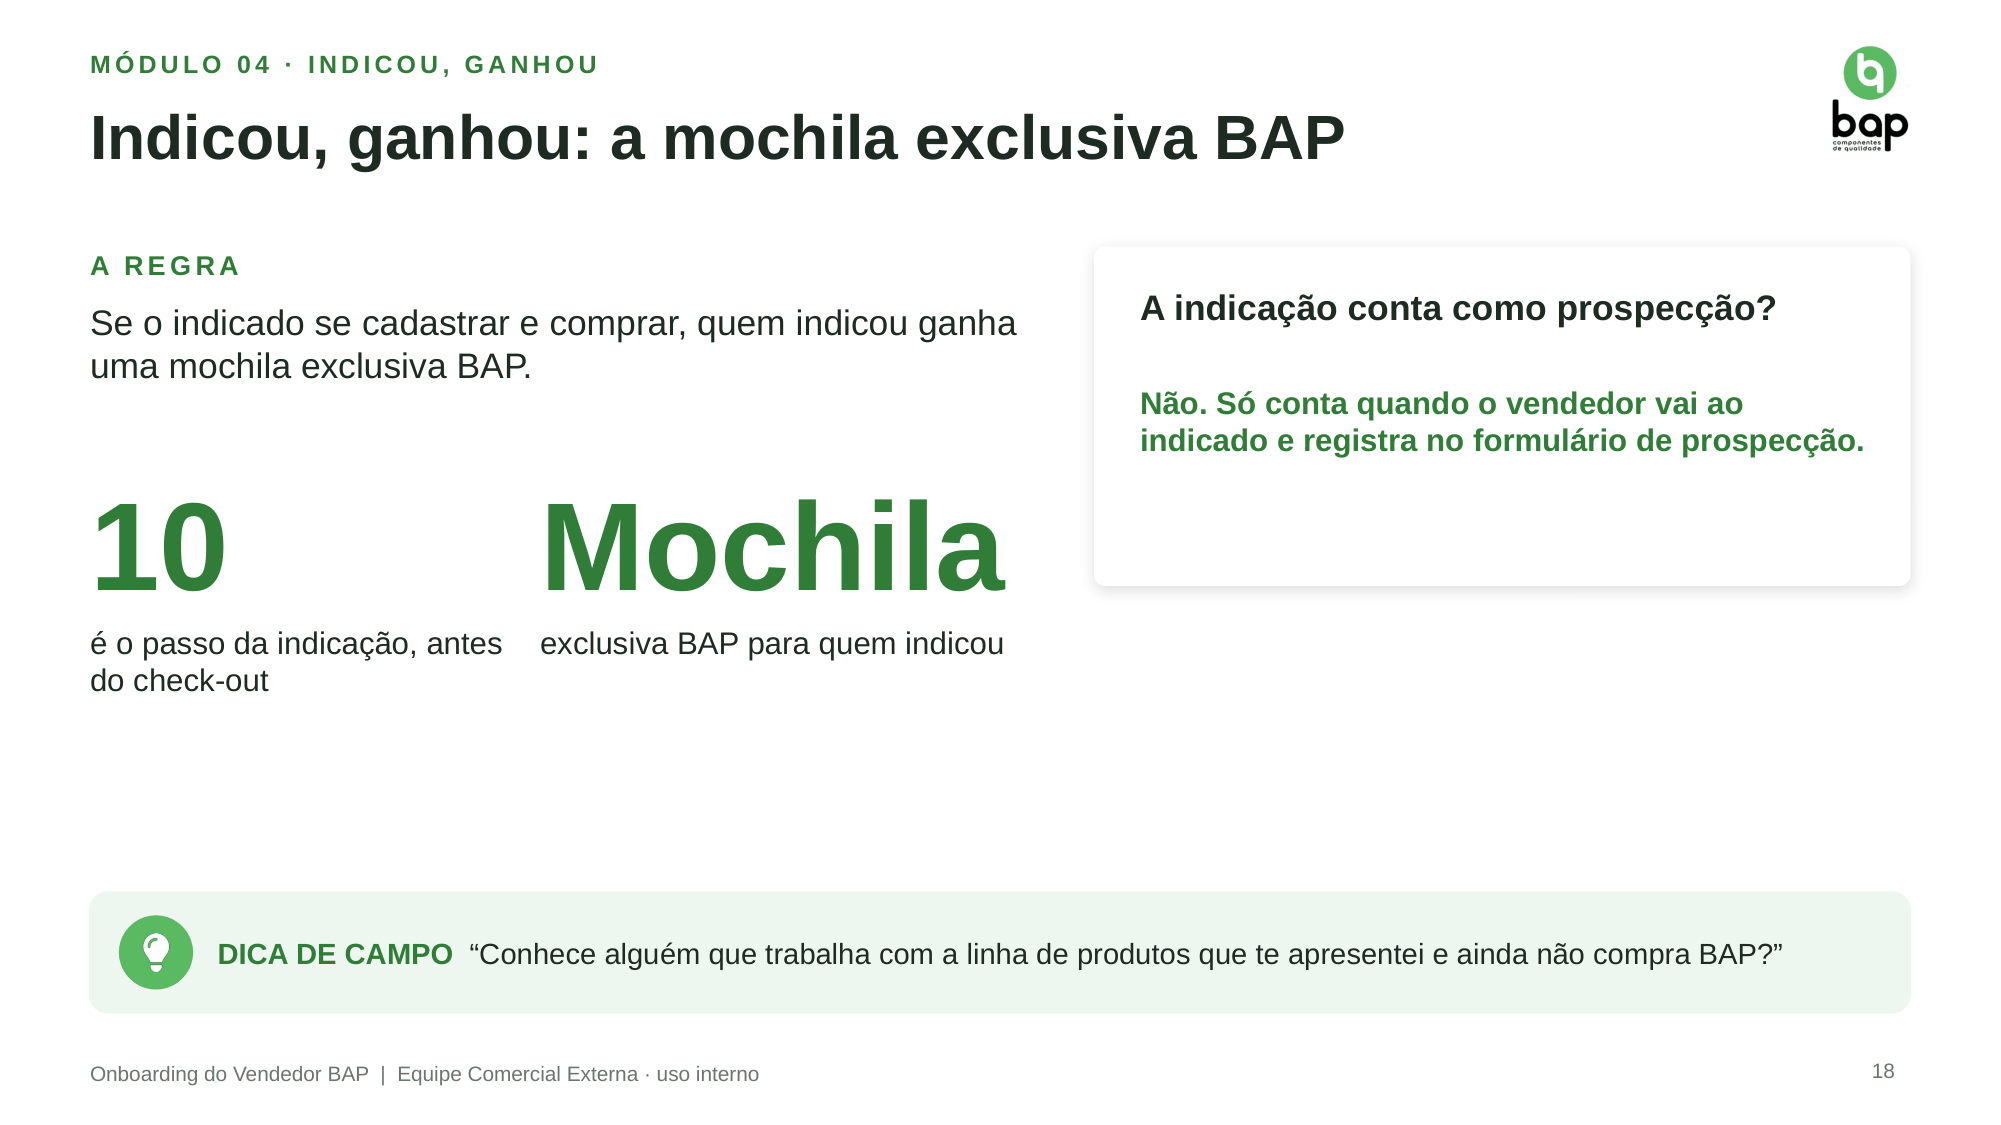 MÓDULO 04 · INDICOU, GANHOU
Indicou, ganhou: a mochila exclusiva BAP
bap
componentes
de qualidade
A REGRA
Se o indicado se cadastrar e comprar, quem indicou ganha
uma mochila exclusiva BAP.
10
é o passo da indicação, antes
do check-out
Mochila
exclusiva BAP para quem indicou
A indicação conta como prospecção?
Não. Só conta quando o vendedor vai ao
indicado e registra no formulário de prospecção.
DICA DE CAMPO “Conhece alguém que trabalha com a linha de produtos que te apresentei e ainda não compra BAP?”
Onboarding do Vendedor BAP | Equipe Comercial Externa · uso interno
18